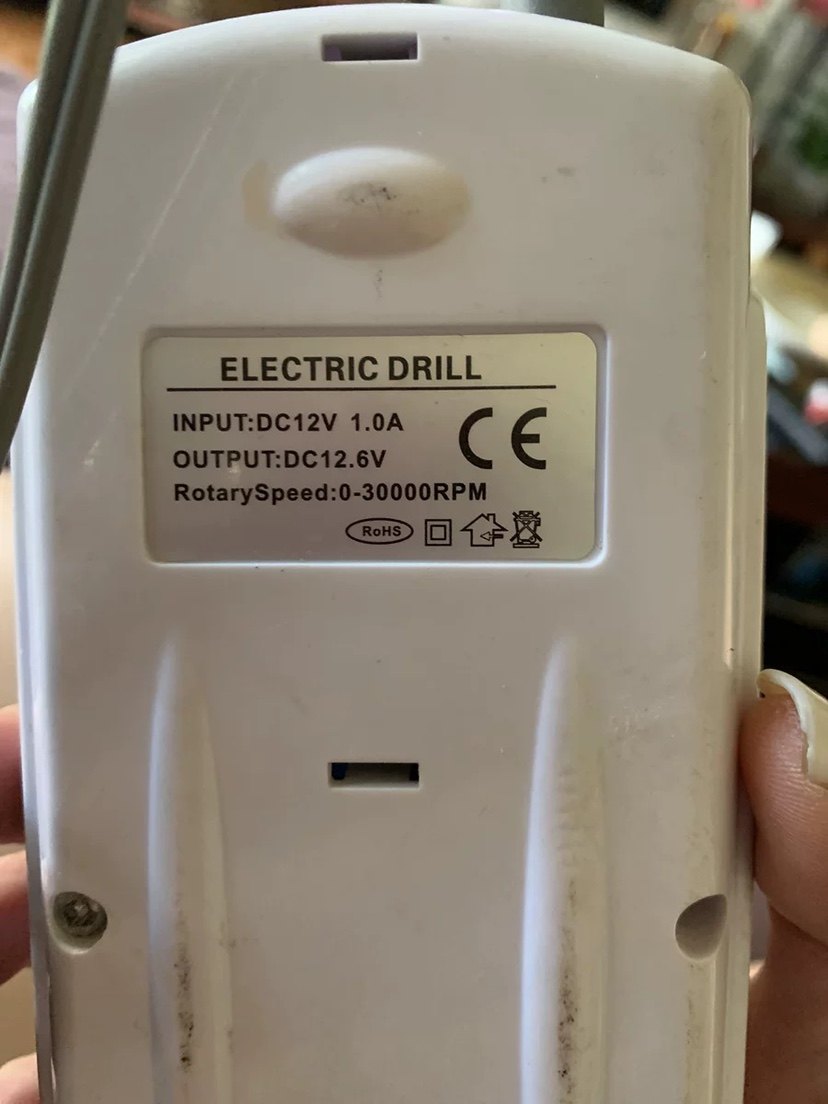 ELECTRIC DRILL
INPUT:DC12V 1.0A
OUTPUT:DC12.6V
CE
RotarySpeed:0-30000RPM
RoHS